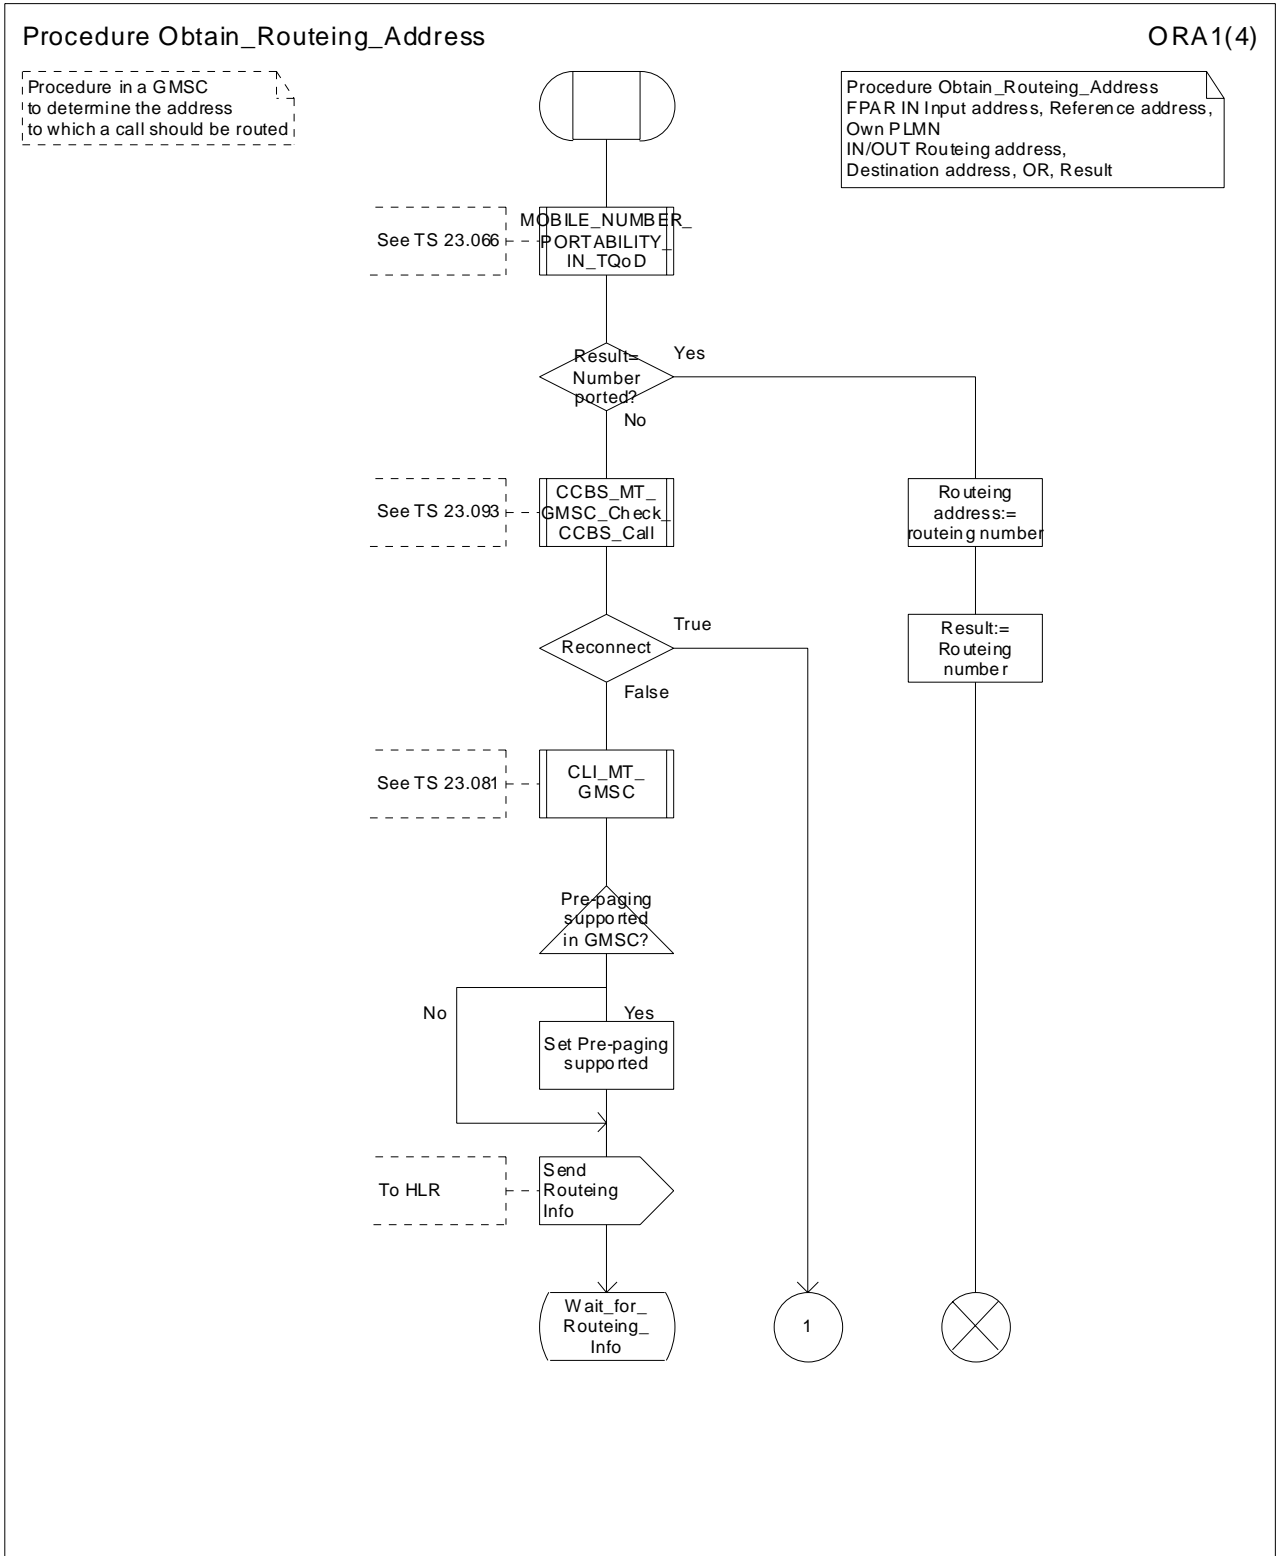 Procedure Obtain_Routeing_Address
ORA1(4)
Procedure in a GMSC
to determine the address
to which a call should be routed
Procedure Obtain_Routeing_Address
FPAR IN Input address, Reference address,
Own PLMN
IN/OUT Routeing address,
Destination address, OR, Result
See TS 23.066
MOBILE_NUMBER_
PORTABILITY_
IN_TQoD
Result=
Number
ported?
Yes
No
See TS 23.093
CCBS_MT_
GMSC_Check_
CCBS_Call
Routeing
address:=
routeing number
Reconnect
True
False
Result:=
Routeing
number
See TS 23.081
CLI_MT_
GMSC
Pre-paging
supported
in GMSC?
No
Yes
Set Pre-paging
supported
To HLR
Send
Routeing
Info
Wait_for_
Routeing_
Info
1